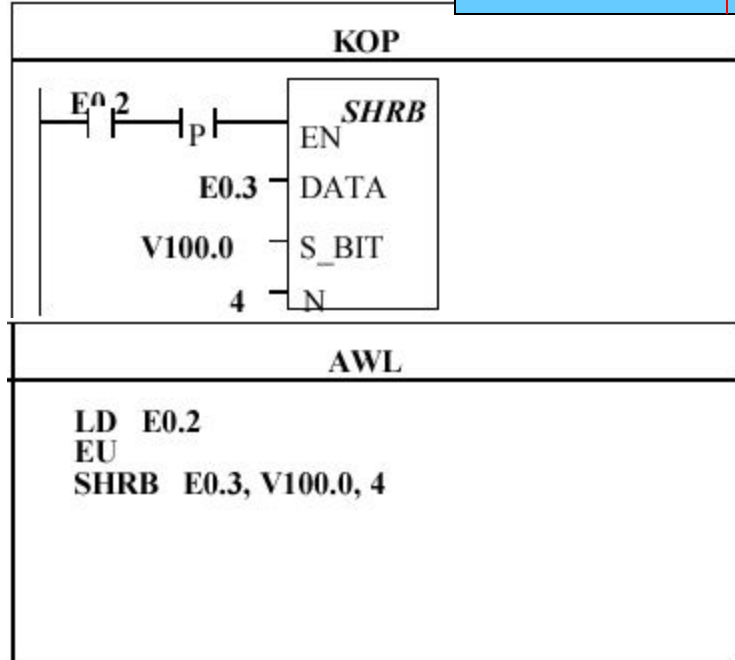 KOP
E0.2
P
SHRB
EN
E0.3 DATA
V100.0 S_BIT
4 N
AWL
LD E0.2
EU
SHRB E0.3, V100.0, 4